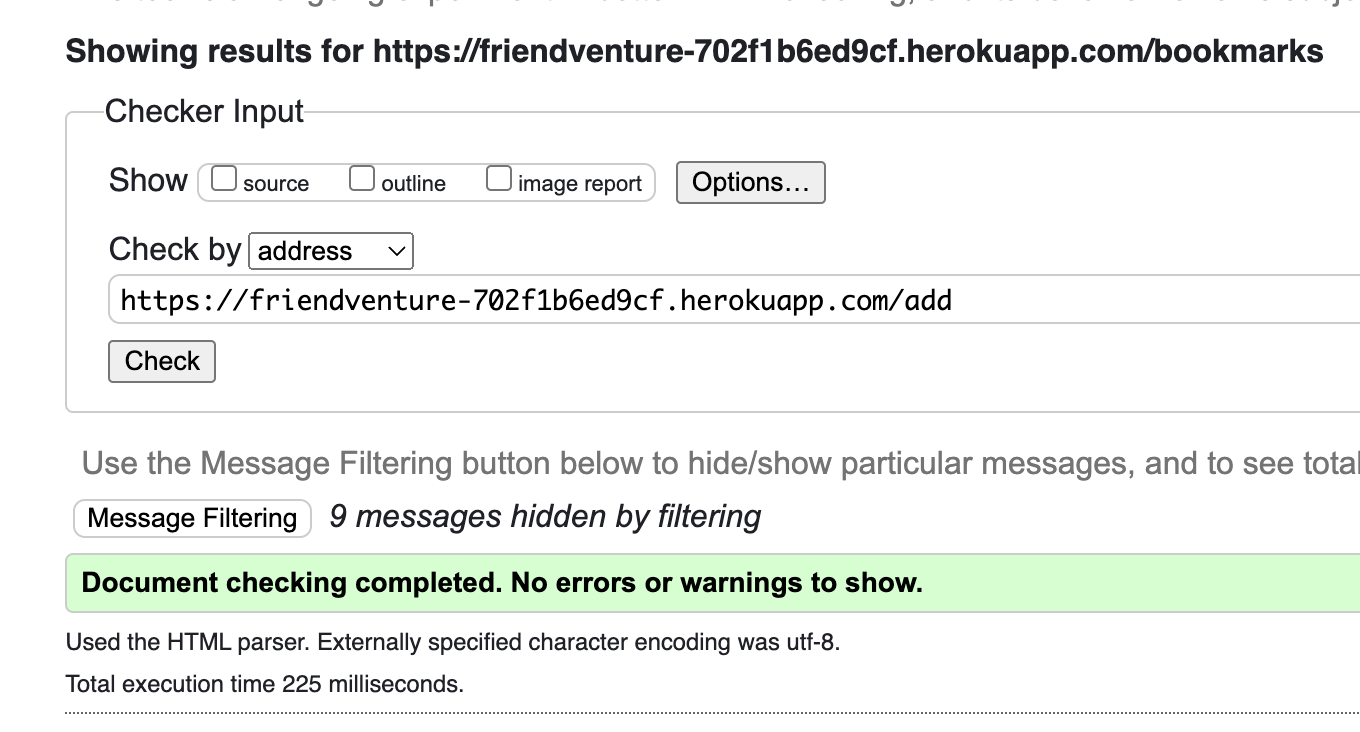 Showing results for https://friendventure-702f1b6ed9cf.herokuapp.com/bookmarks
Checker Input
Show source outline image report Options...
Check by address
https://friendventure-702f1b6ed9cf.herokuapp.com/add
Check
Use the Message Filtering button below to hide/show particular messages, and to see total
Message Filtering 9 messages hidden by filtering
Document checking completed. No errors or warnings to show.
Used the HTML parser. Externally specified character encoding was utf-8.
Total execution time 225 milliseconds.